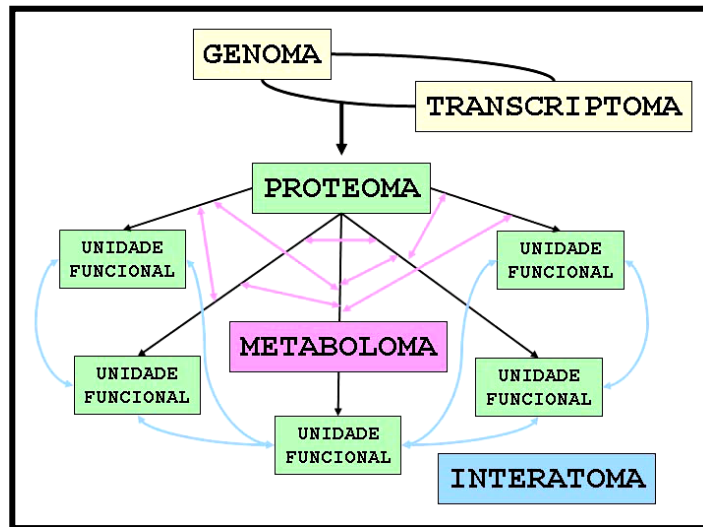 GENOMA
TRANSCRIPTOMA
PROTEOMA
UNIDADE
FUNCIONAL
UNIDADE
FUNCIONAL
METABOLOMA
UNIDADE
FUNCIONAL
UNIDADE
FUNCIONAL
UNIDADE
FUNCIONAL
INTERATOMA